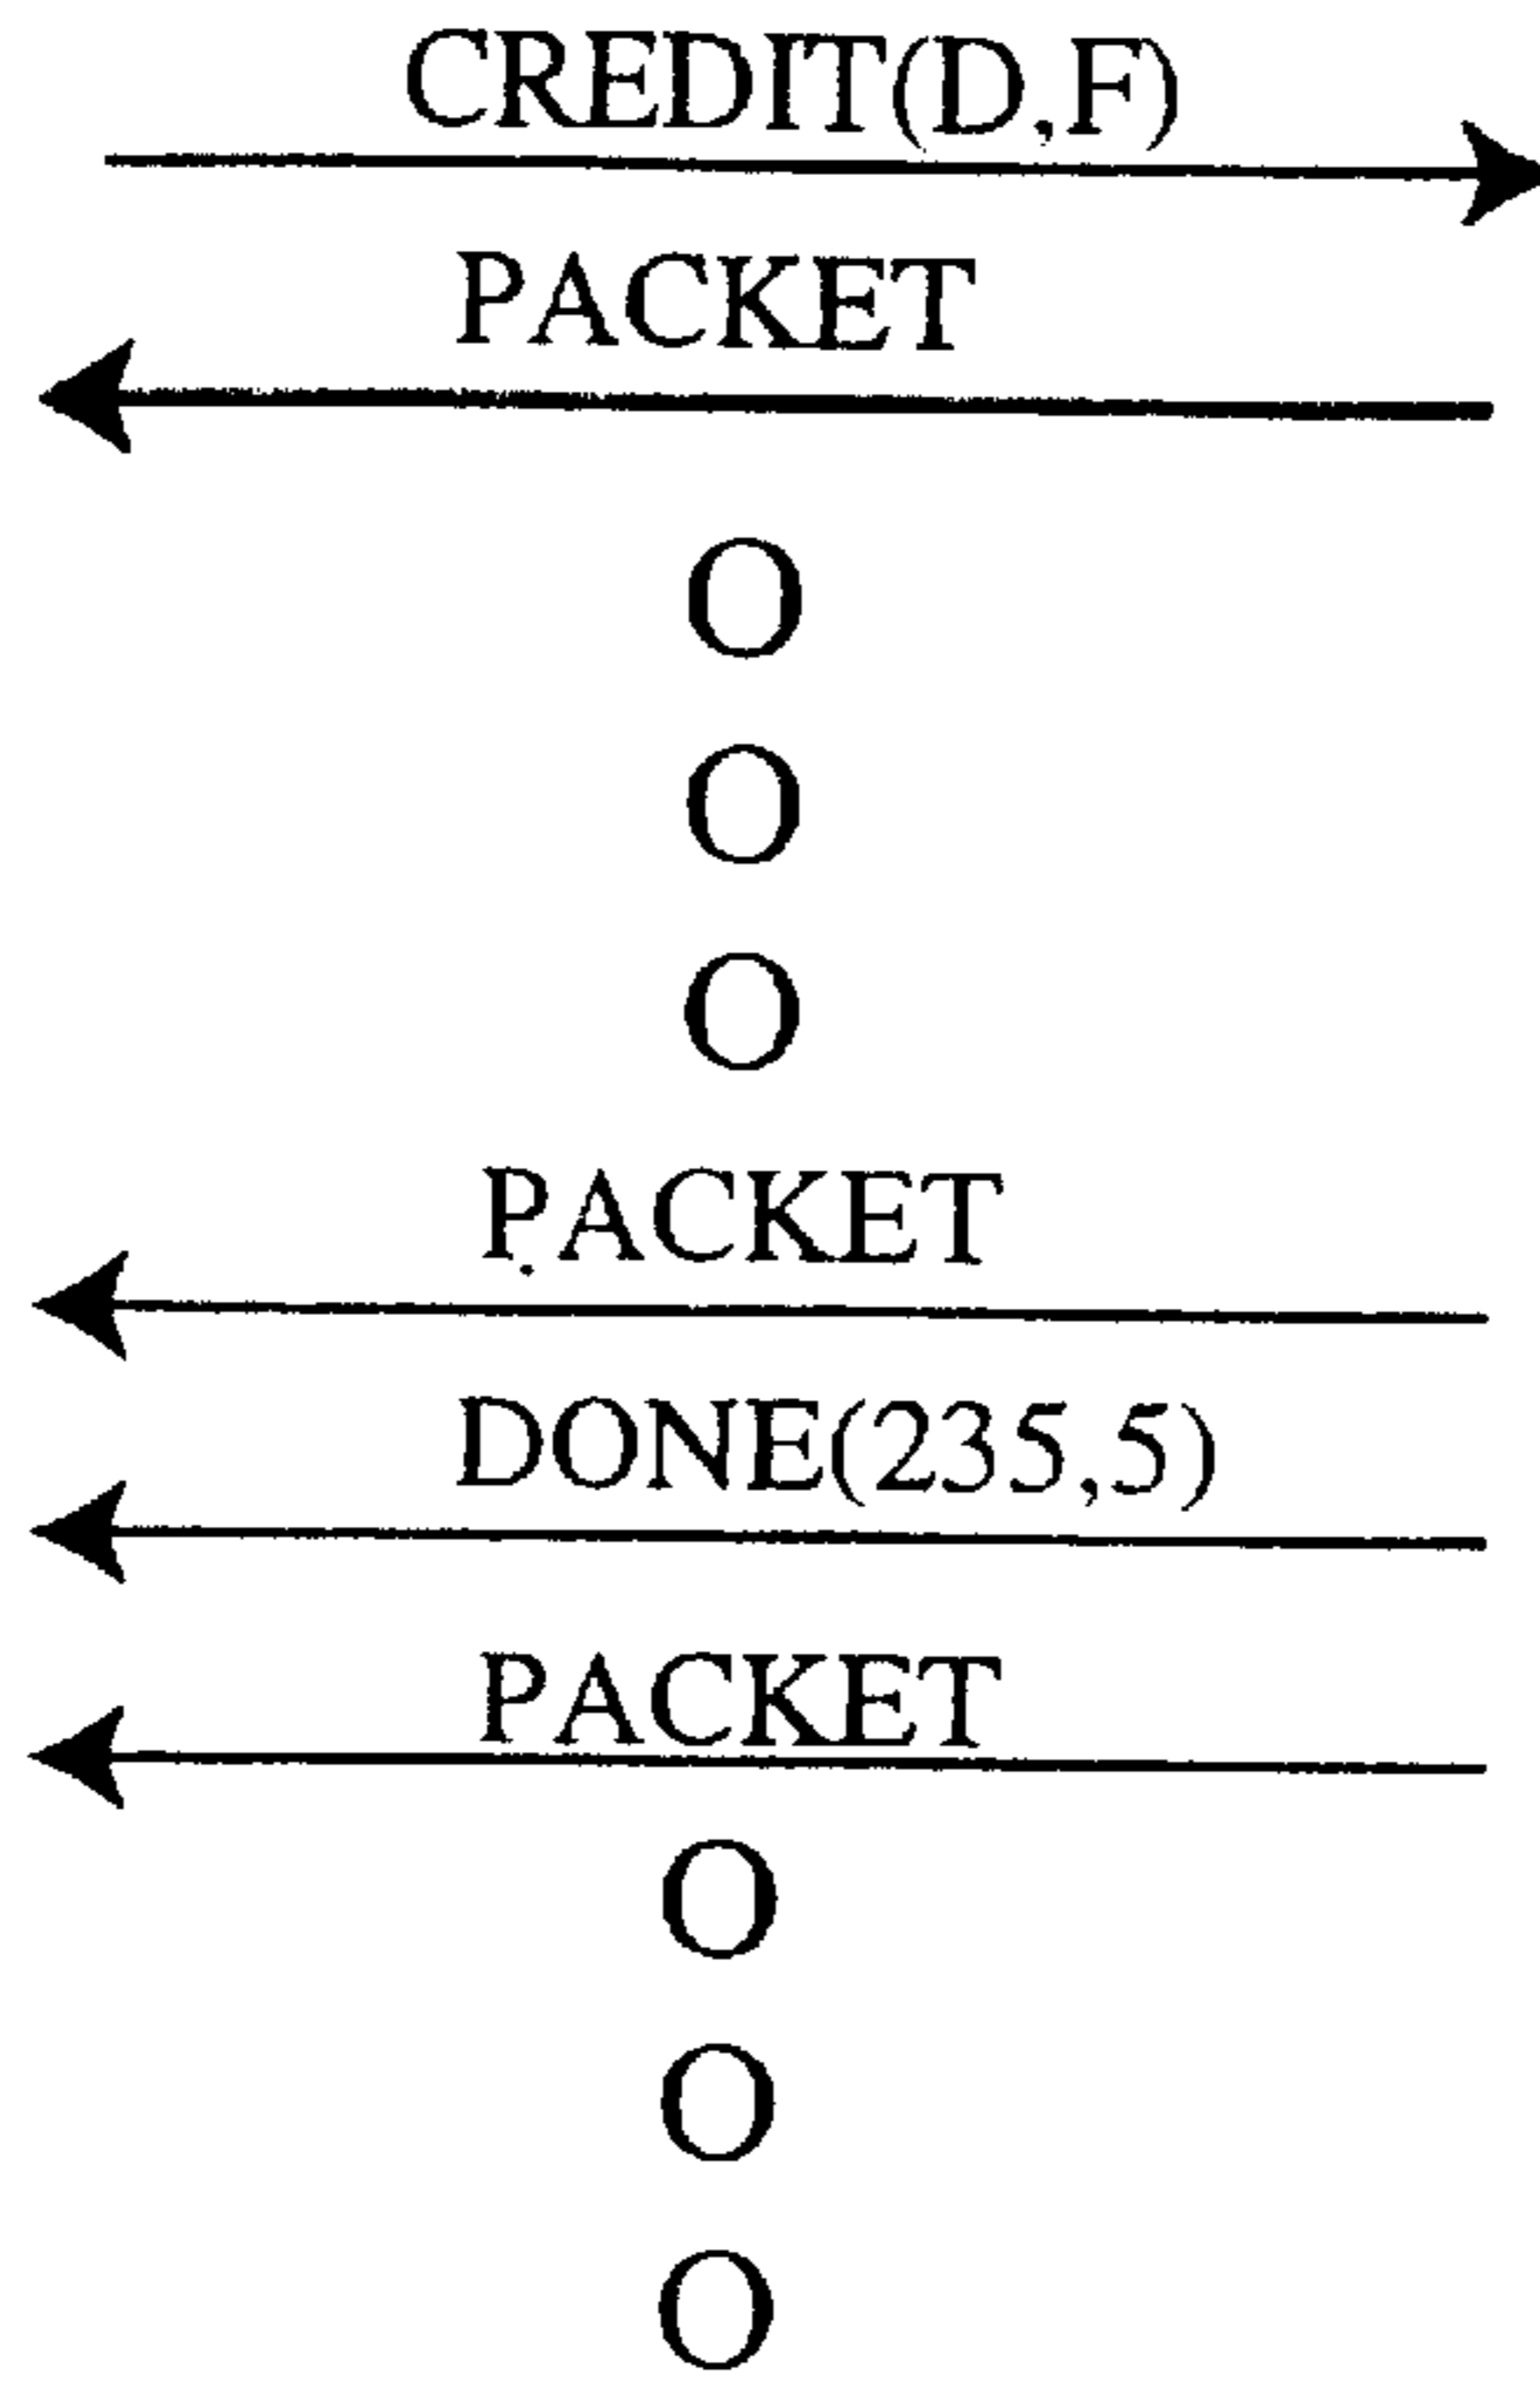 CREDIT(D,F)
PACKET
O
O
O
PACKET
DONE(235,5)
PACKET
O
O
O